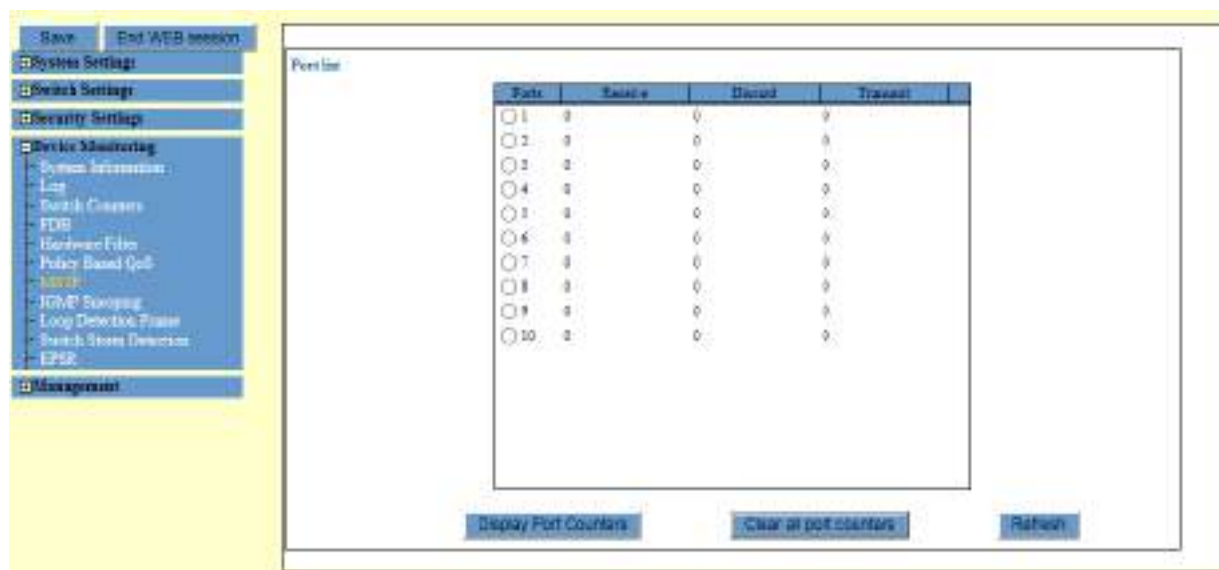 Save
End WEB session
System Settings
Switch Settings
Security Settings
Device Monitoring
System Information
Log
Switch Counters
FDB
Hardware Filter
Policy Based QoS
MSTP
IGMP Snooping
Loop Detection Frame
Switch Storm Detection
EPSR
Management
Port list
Ports Receive Discard Transmit
1 0 0 0
2 0 0 0
3 0 0 0
4 0 0 0
5 0 0 0
6 0 0 0
7 0 0 0
8 0 0 0
9 0 0 0
10 0 0 0
Display Port Counters
Clear all port counters
Refresh